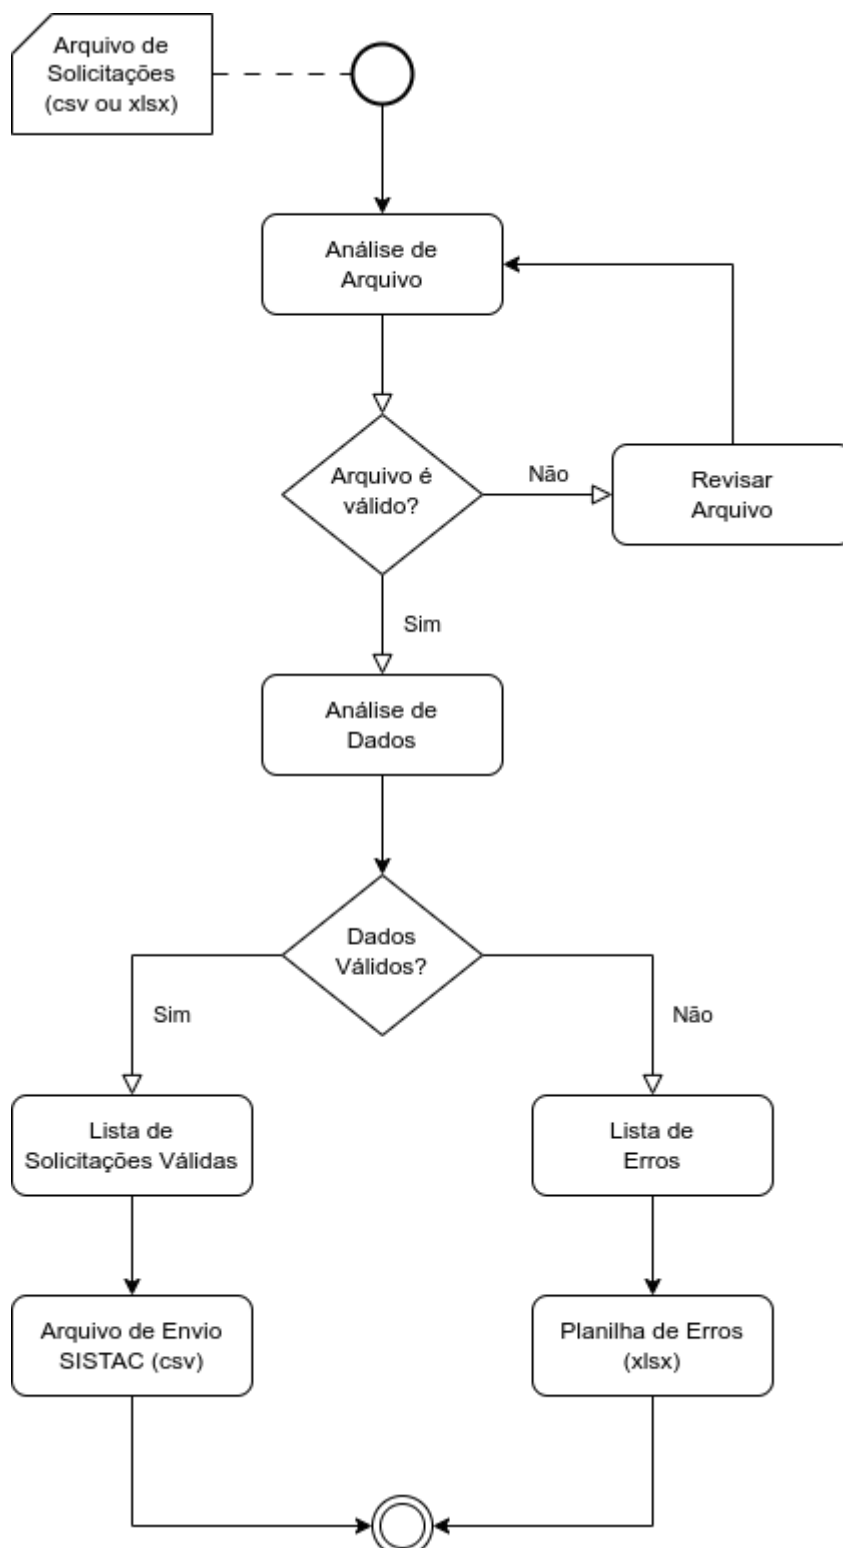 Arquivo de
Solicitações
(csv ou xlsx)
Análise de
Arquivo
Arquivo é
válido?
Não
Revisar
Arquivo
Sim
Análise de
Dados
Dados
Válidos?
Sim
Não
Lista de
Solicitações Válidas
Lista de
Erros
Arquivo de Envio
SISTAC (csv)
Planilha de Erros
(xlsx)